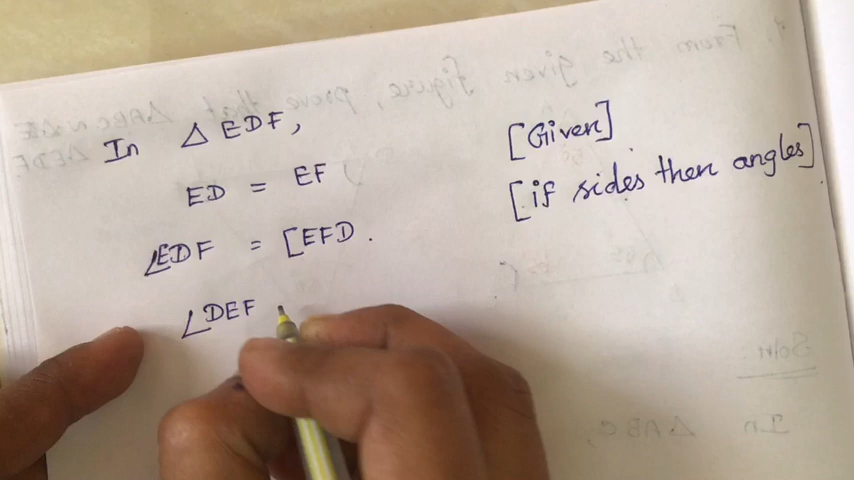 In △EDF,
ED = EF [Given]
∠EDF = [EFD. [if sides then angles]
∠DEF